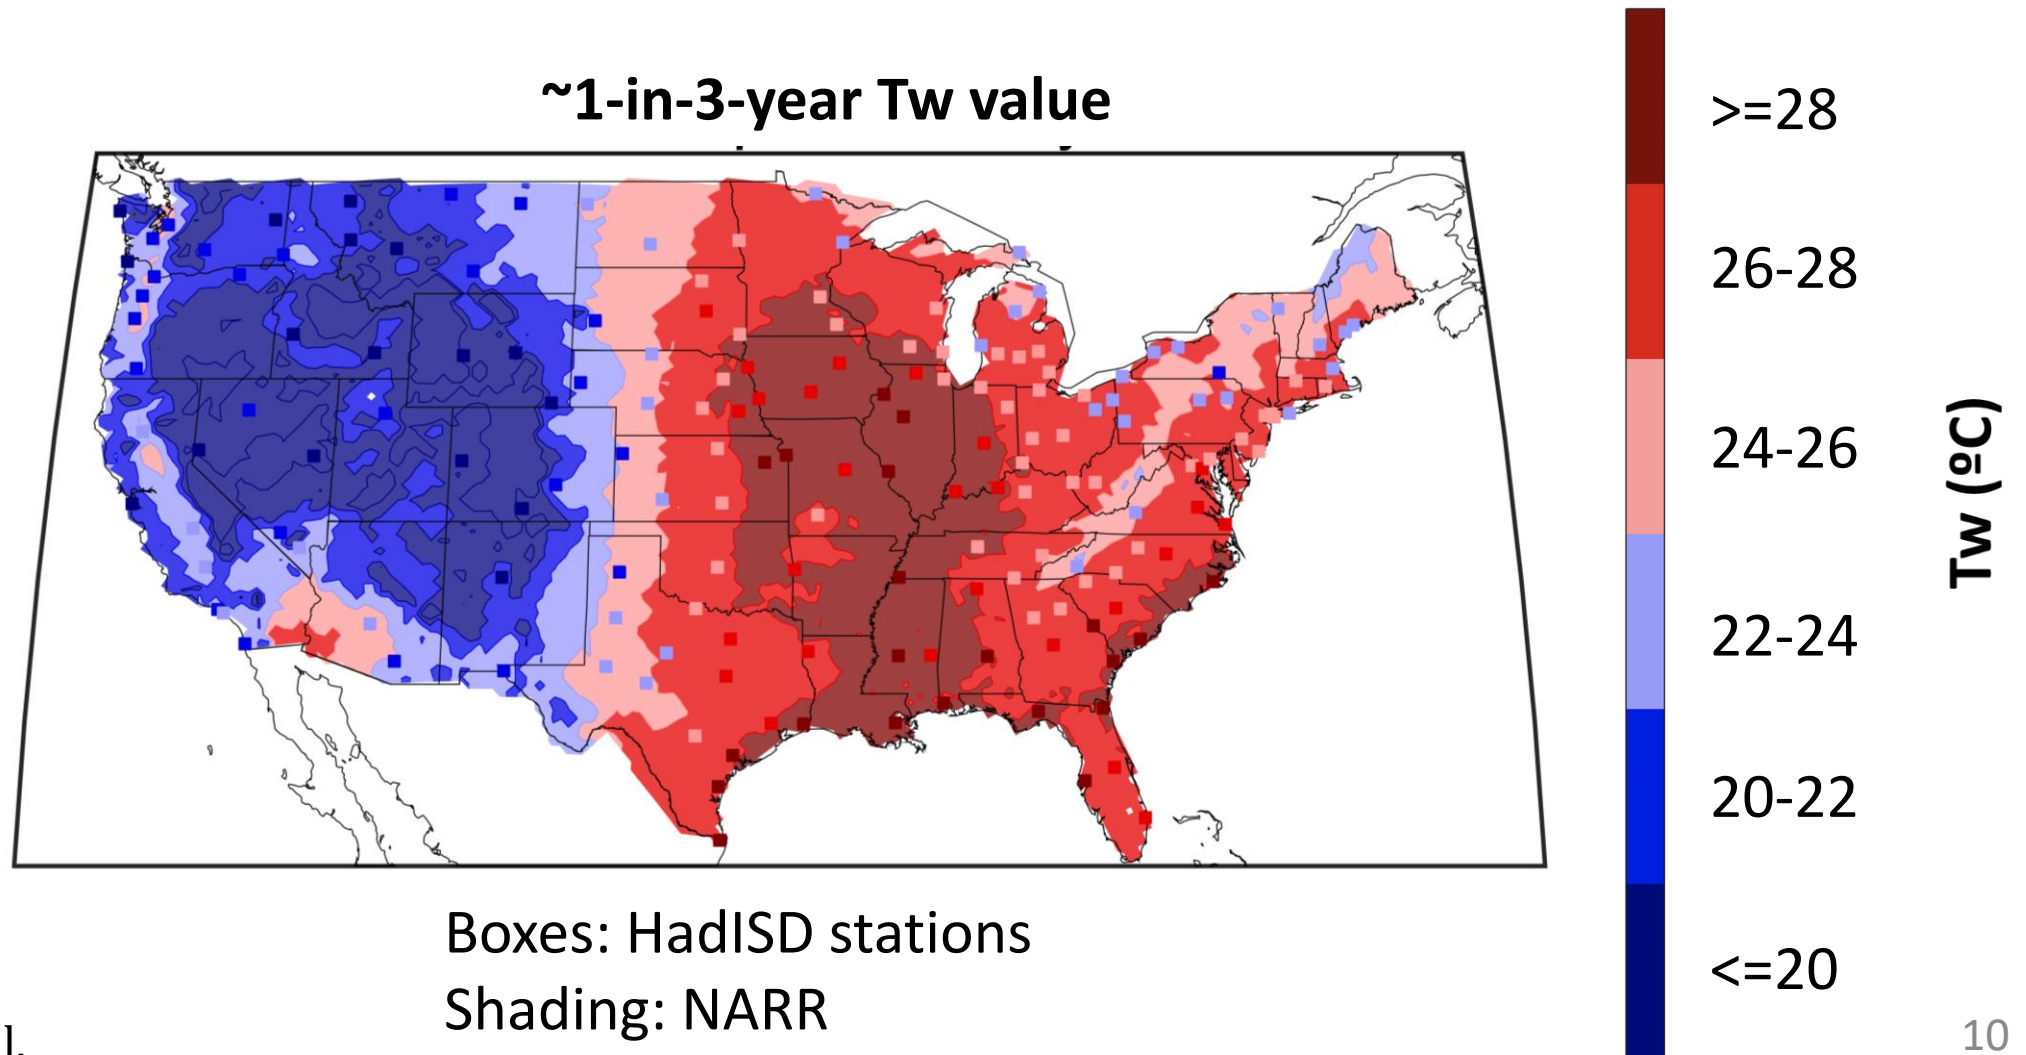 ~1-in-3-year Tw value
>=28
26-28
24-26
22-24
20-22
<=20
Tw (ºC)
Boxes: HadISD stations
Shading: NARR
].
10